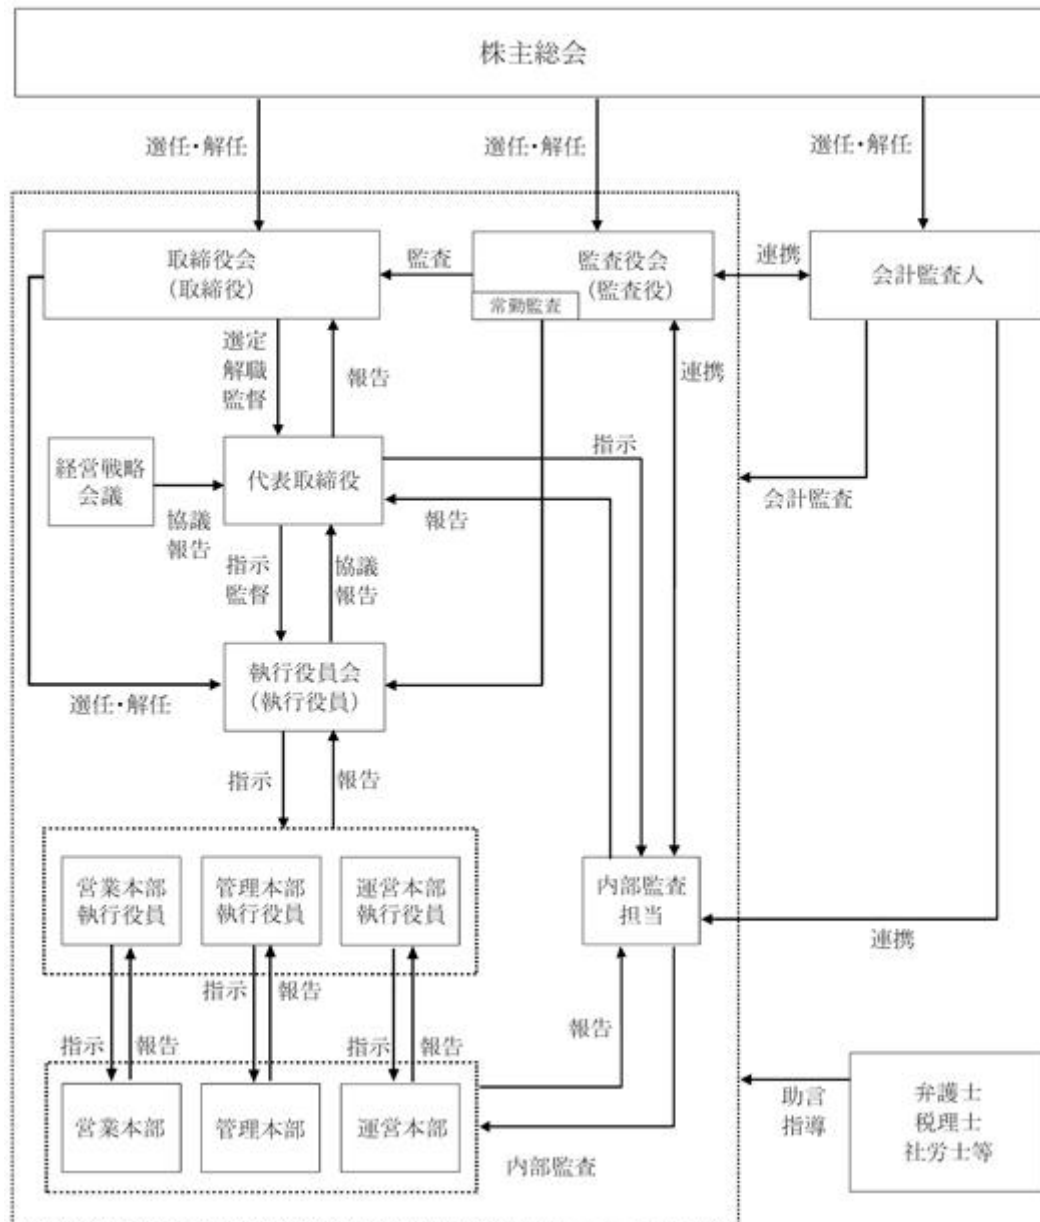 株主総会
選任・解任
選任・解任
選任・解任
取締役会
(取締役)
監査
監査役会
(監査役)
常勤監査
連携
会計監査人
選定
解職
監督
報告
連携
経営戦略
会議
協議
報告
代表取締役
指示
報告
会計監査
指示
監督
協議
報告
選任・解任
執行役員会
(執行役員)
指示
報告
営業本部
執行役員
管理本部
執行役員
運営本部
執行役員
内部監査
担当
連携
指示
報告
指示
報告
指示
報告
報告
営業本部
管理本部
運営本部
内部監査
助言
指導
弁護士
税理士
社労士等